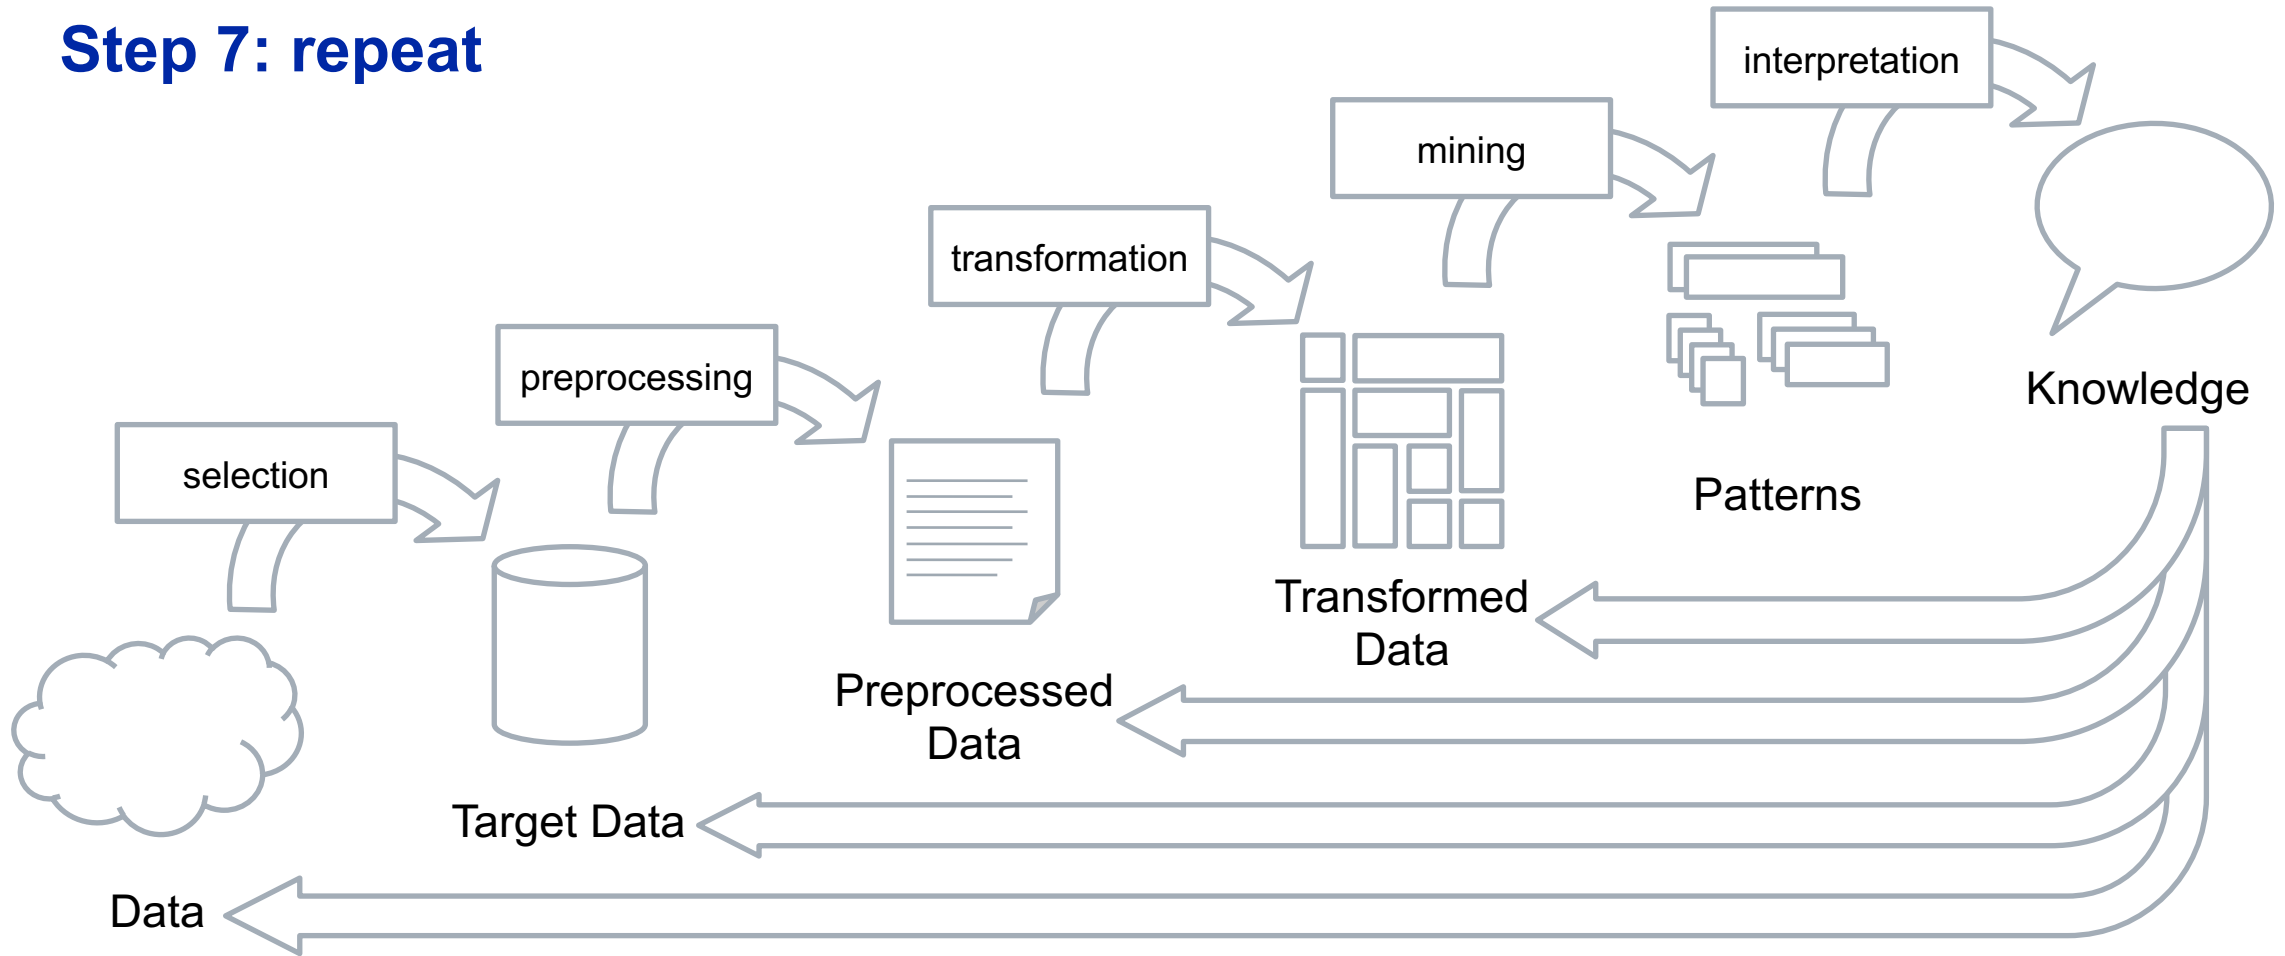 Step 7: repeat
interpretation
mining
transformation
preprocessing
selection
Knowledge
Patterns
Transformed
Data
Preprocessed
Data
Target Data
Data